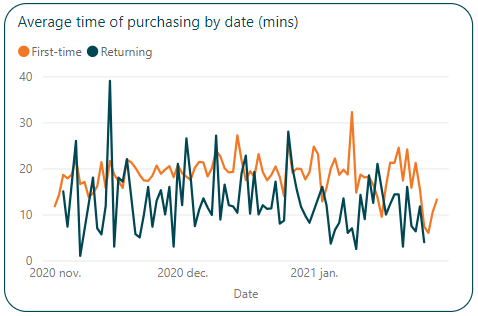 Average time of purchasing by date (mins)
First-time Returning
40
30
20
10
0
2020 nov. 2020 dec. 2021 jan.
Date